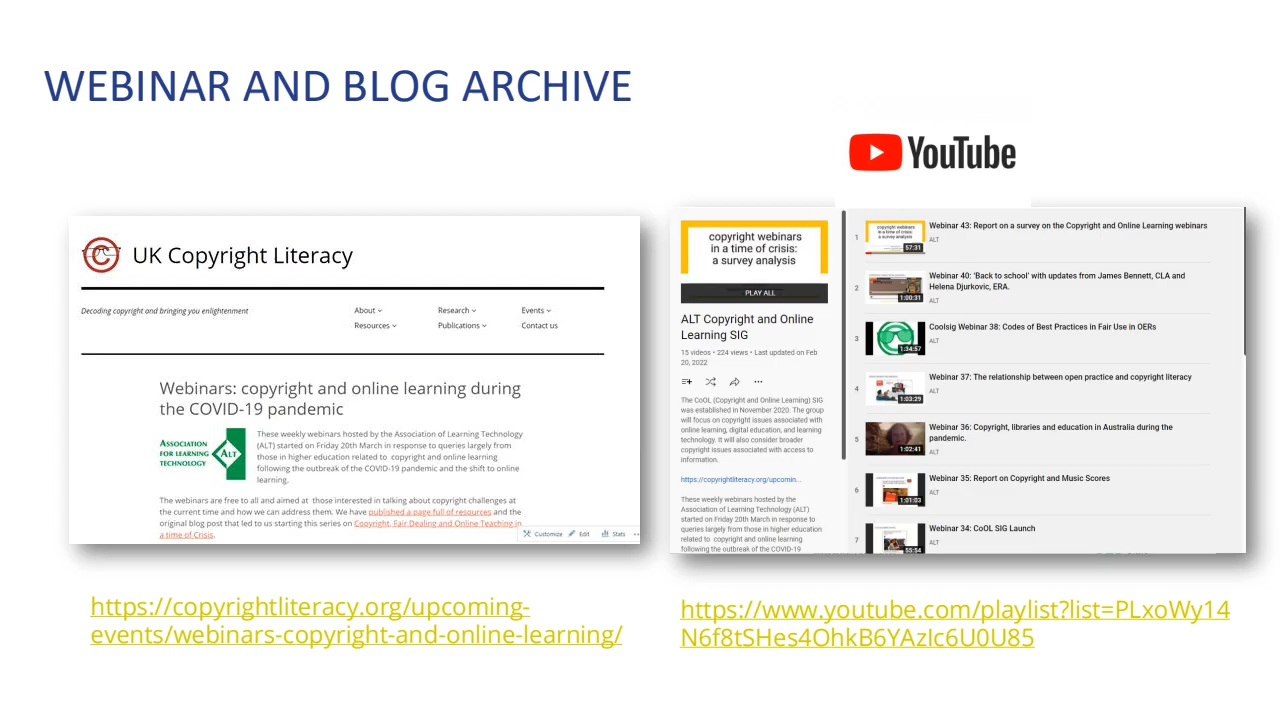 WEBINAR AND BLOG ARCHIVE
YouTube
UK Copyright Literacy
Decoding copyright and bringing you enlightenment
About
Research
Events
Resources
Publications
Contact us
Webinars: copyright and online learning during
the COVID-19 pandemic
ASSOCIATION
FOR LEARNING
TECHNOLOGY
ALT
These weekly webinars hosted by the Association of Learning Technology
(ALT) started on Friday 20th March in response to queries largely from
those in higher education related to copyright and online learning
following the outbreak of the COVID-19 pandemic and the shift to online
learning.
The webinars are free to all and aimed at those interested in talking about copyright challenges at
the current time and how we can address them. We have published a page full of resources and the
original blog post that led to us starting this series on Copyright, Fair Dealing and Online Teaching in
a time of Crisis.
Customize
Edit
Stats
https://copyrightliteracy.org/upcoming-
events/webinars-copyright-and-online-learning/
copyright webinars
in a time of crisis:
a survey analysis
PLAY ALL
ALT Copyright and Online
Learning SIG
15 videos • 224 views • Last updated on Feb
20, 2022
The CoOL (Copyright and Online Learning) SIG
was established in November 2020. The group
will focus on copyright issues associated with
online learning, digital education, and learning
technology. It will also consider broader
copyright issues associated with access to
information.
https://copyrightliteracy.org/upcomin...
These weekly webinars hosted by the
Association of Learning Technology (ALT)
started on Friday 20th March in response to
queries largely from those in higher education
related to copyright and online learning
following the outbreak of the COVID-19
1
copyright webinars
in a time of crisis:
a survey analysis
57:31
Webinar 43: Report on a survey on the Copyright and Online Learning webinars
ALT
2
1:00:31
Webinar 40: 'Back to school' with updates from James Bennett, CLA and
Helena Djurkovic, ERA.
ALT
3
1:34:57
Coolsig Webinar 38: Codes of Best Practices in Fair Use in OERs
ALT
4
1:03:29
Webinar 37: The relationship between open practice and copyright literacy
ALT
5
1:02:41
Webinar 36: Copyright, libraries and education in Australia during the
pandemic.
ALT
6
1:01:03
Webinar 35: Report on Copyright and Music Scores
ALT
7
55:54
Webinar 34: CoOL SIG Launch
ALT
https://www.youtube.com/playlist?list=PLxoWy14
N6f8tSHes4OhkB6YAzIc6U0U85